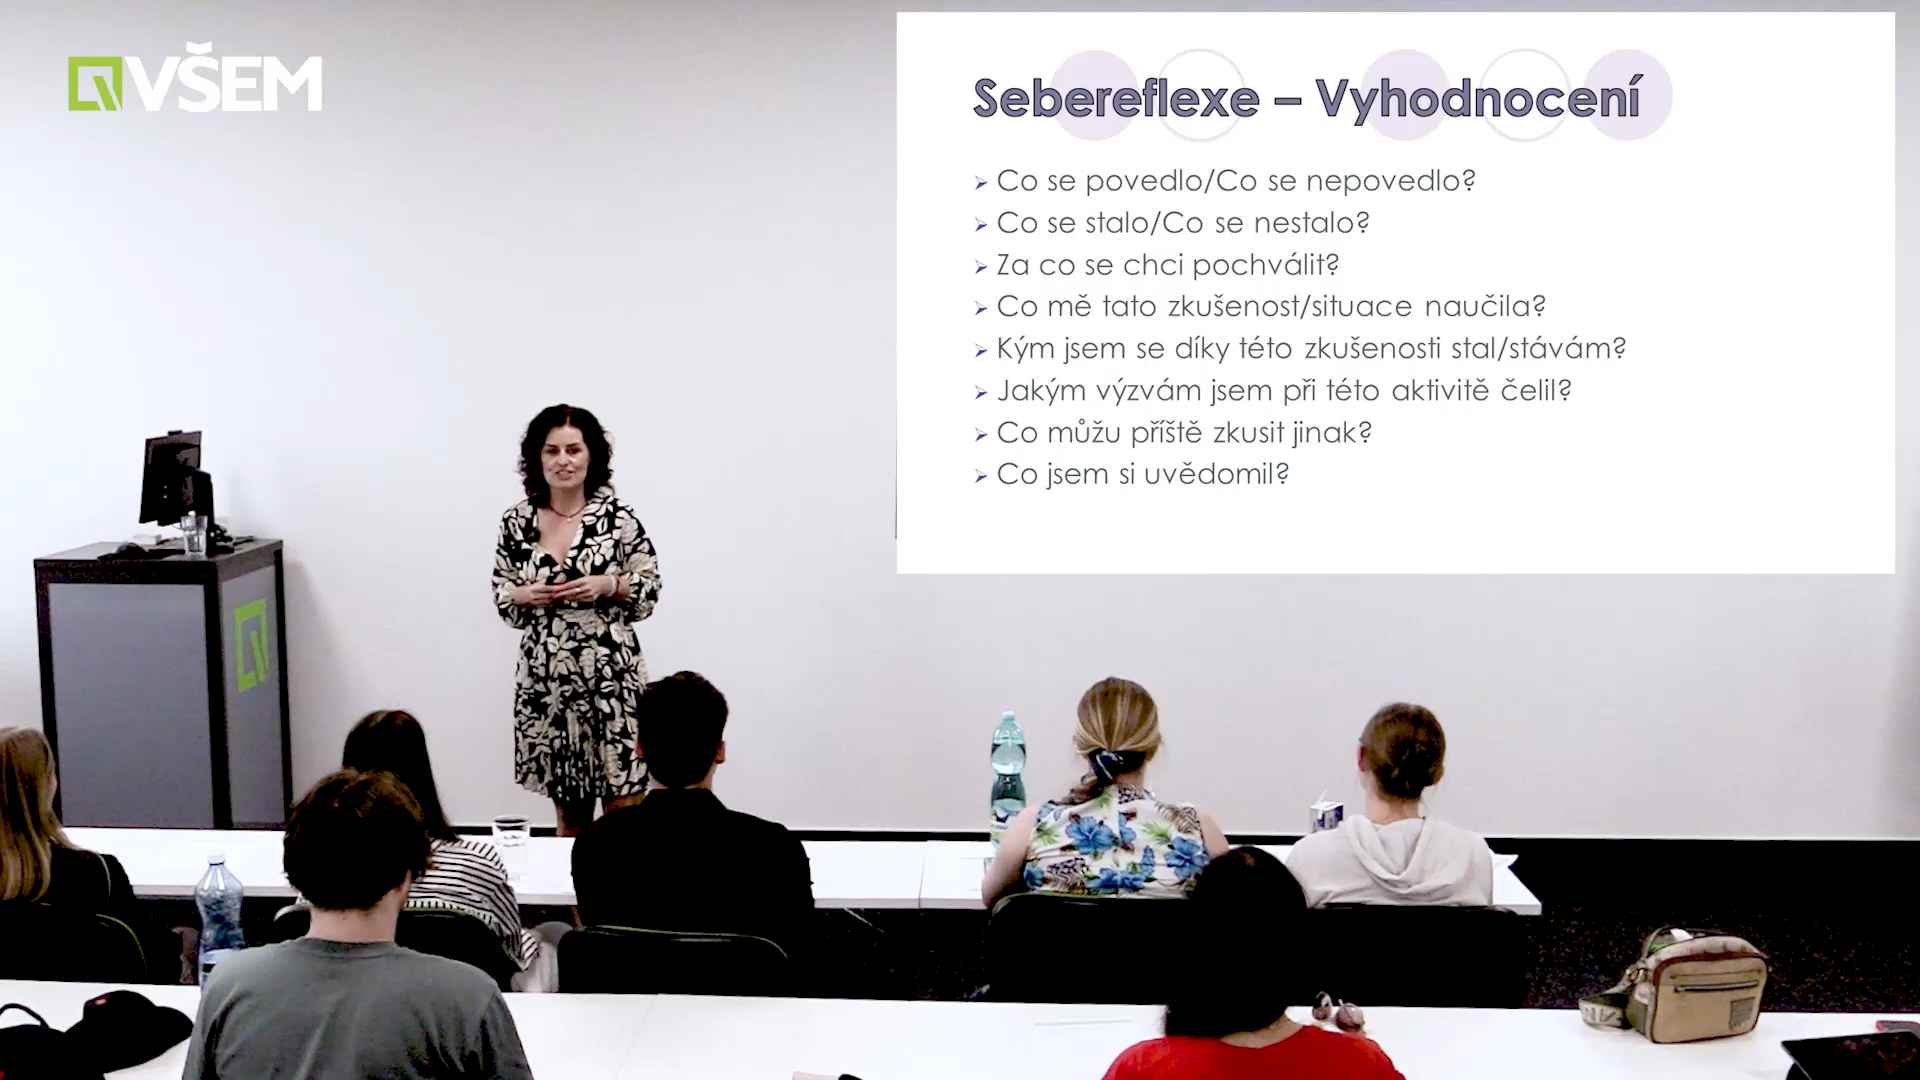 VŠEM
Sebereflexe – Vyhodnocení
Co se povedlo/Co se nepovedlo?
Co se stalo/Co se nestalo?
Za co se chci pochválit?
Co mě tato zkušenost/situace naučila?
Kým jsem se díky této zkušenosti stal/stávám?
Jakým výzvám jsem při této aktivitě čelil?
Co můžu příště zkusit jinak?
Co jsem si uvědomil?